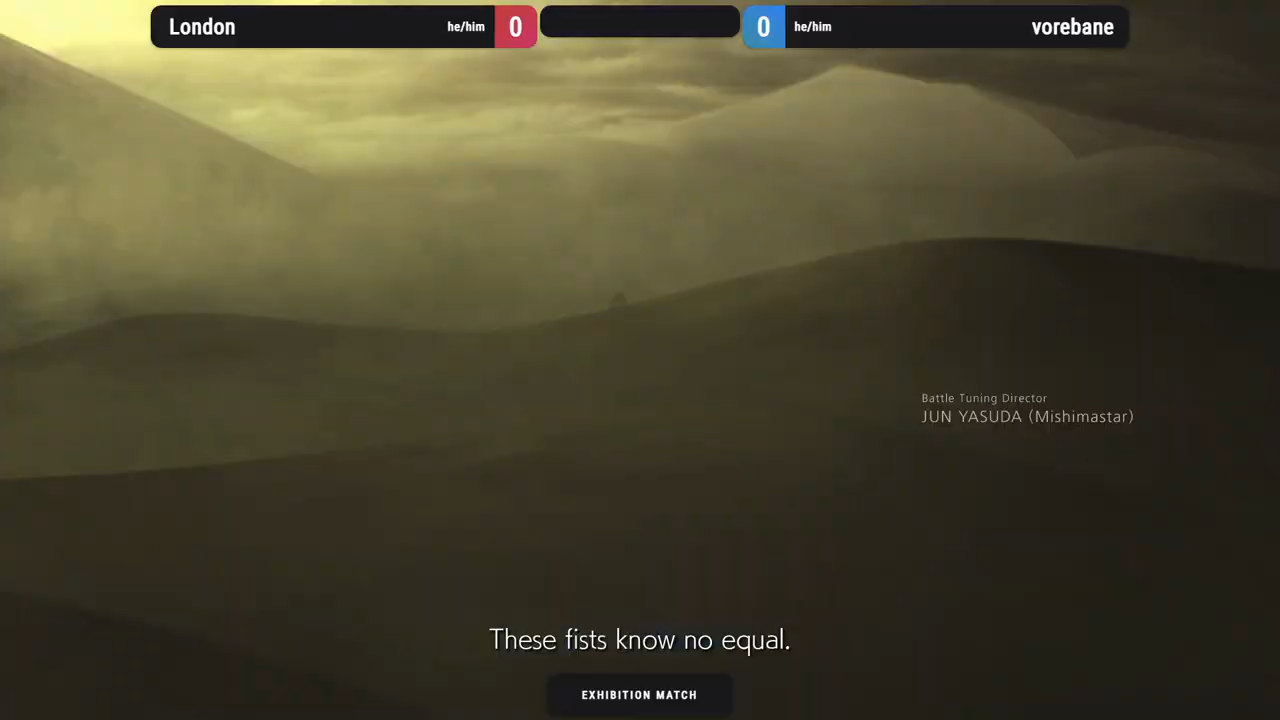 London he/him 0 0 he/him vorebane
Battle Tuning Director
JUN YASUDA (Mishimastar)
These fists know no equal.
EXHIBITION MATCH